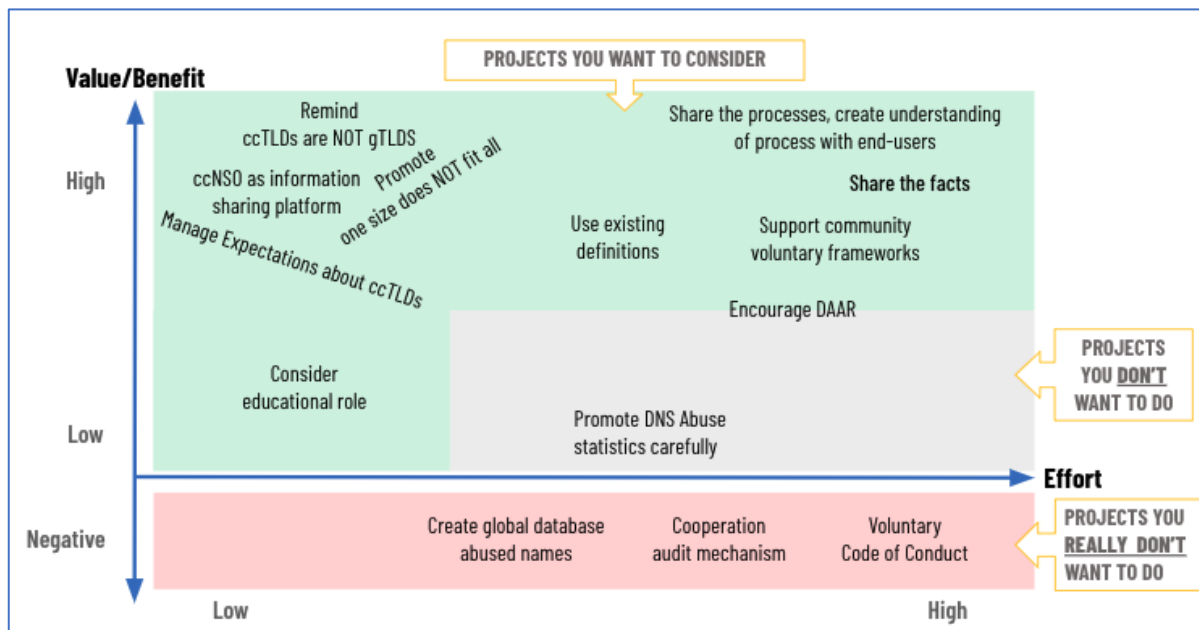 PROJECTS YOU WANT TO CONSIDER
Value/Benefit
Remind
ccTLDs are NOT gTLDS
Share the processes, create understanding
of process with end-users
High
ccNSO as information
sharing platform
Promote
one size does NOT fit all
Share the facts
Manage Expectations about ccTLDs
Use existing
definitions
Support community
voluntary frameworks
Encourage DAAR
PROJECTS
YOU DON'T
WANT TO DO
Consider
educational role
Low
Promote DNS Abuse
statistics carefully
Effort
Negative
Create global database
abused names
Cooperation
audit mechanism
Voluntary
Code of Conduct
PROJECTS YOU
REALLY DON'T
WANT TO DO
Low
High